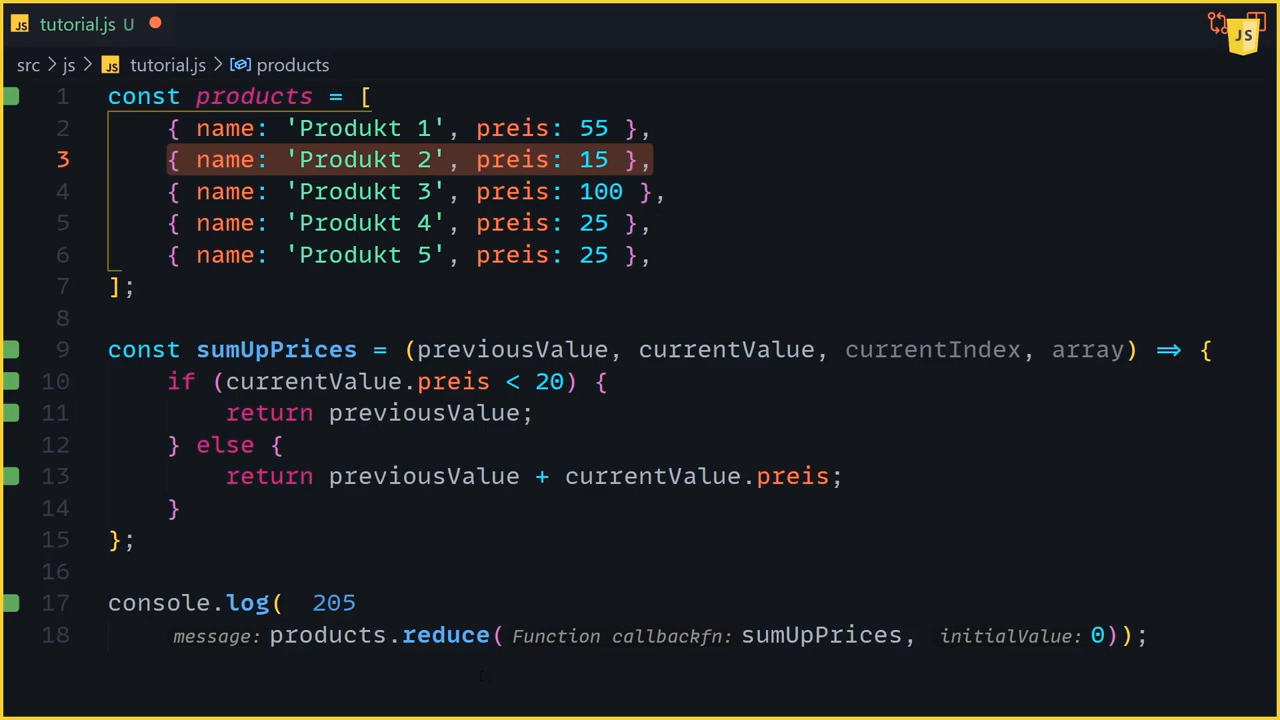 JS tutorial.js U
JS
src > js > JS tutorial.js > products
1 const products = [
2 { name: 'Produkt 1', preis: 55 },
3 { name: 'Produkt 2', preis: 15 },
4 { name: 'Produkt 3', preis: 100 },
5 { name: 'Produkt 4', preis: 25 },
6 { name: 'Produkt 5', preis: 25 },
7 ];
8
9 const sumUpPrices = (previousValue, currentValue, currentIndex, array) => {
10 if (currentValue.preis < 20) {
11 return previousValue;
12 } else {
13 return previousValue + currentValue.preis;
14 }
15 };
16
17 console.log( 205
18 message: products.reduce( Function callbackfn: sumUpPrices, initialValue: 0));